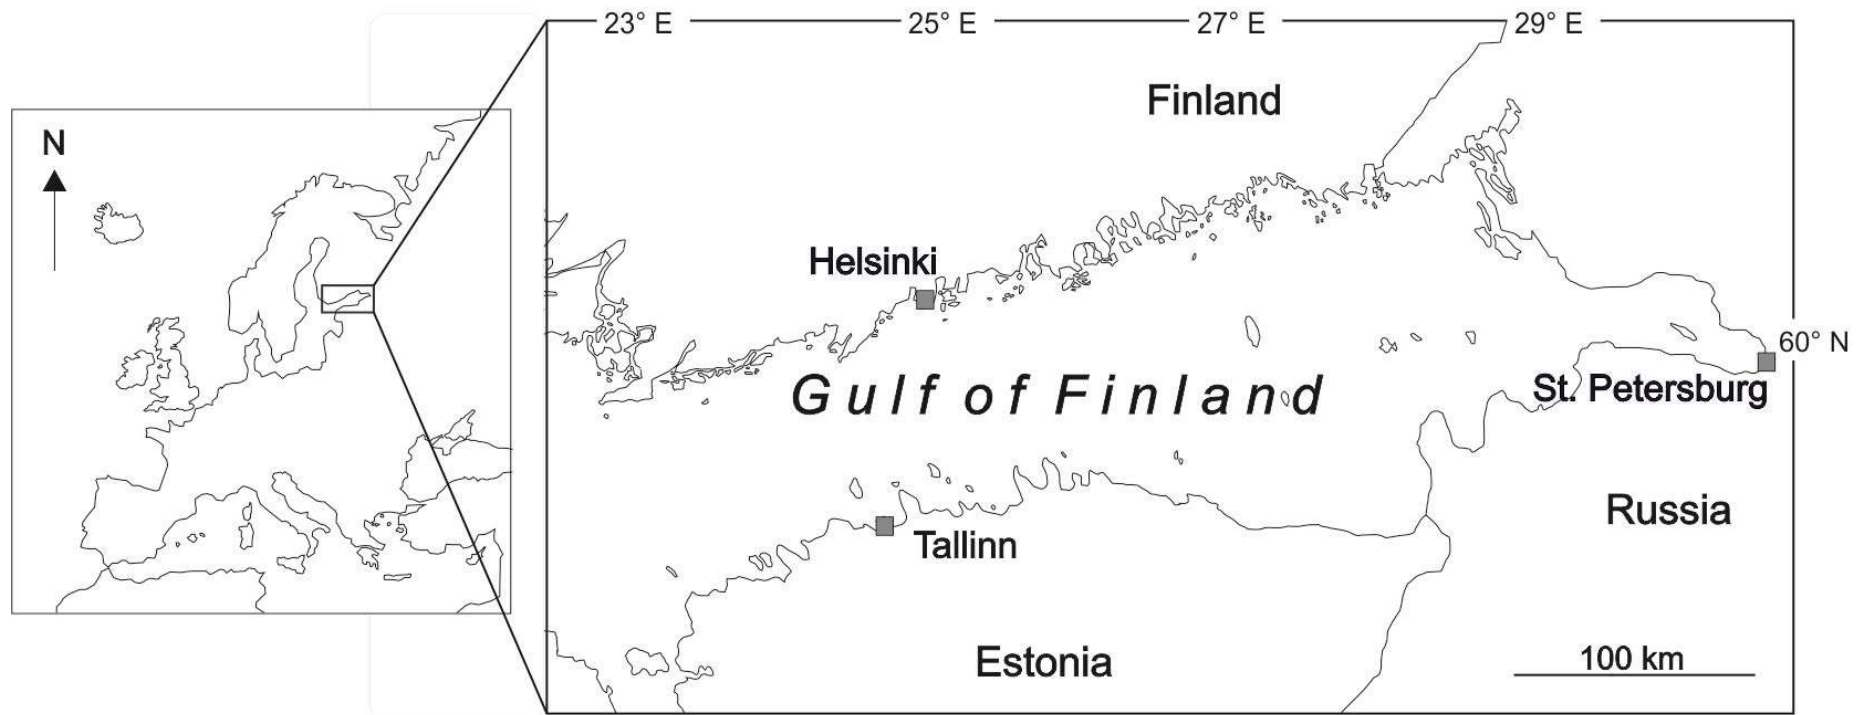 23° E
25° E
27° E
29° E
Finland
N
Helsinki
60° N
Gulf of Finland
St. Petersburg
Russia
Tallinn
Estonia
100 km